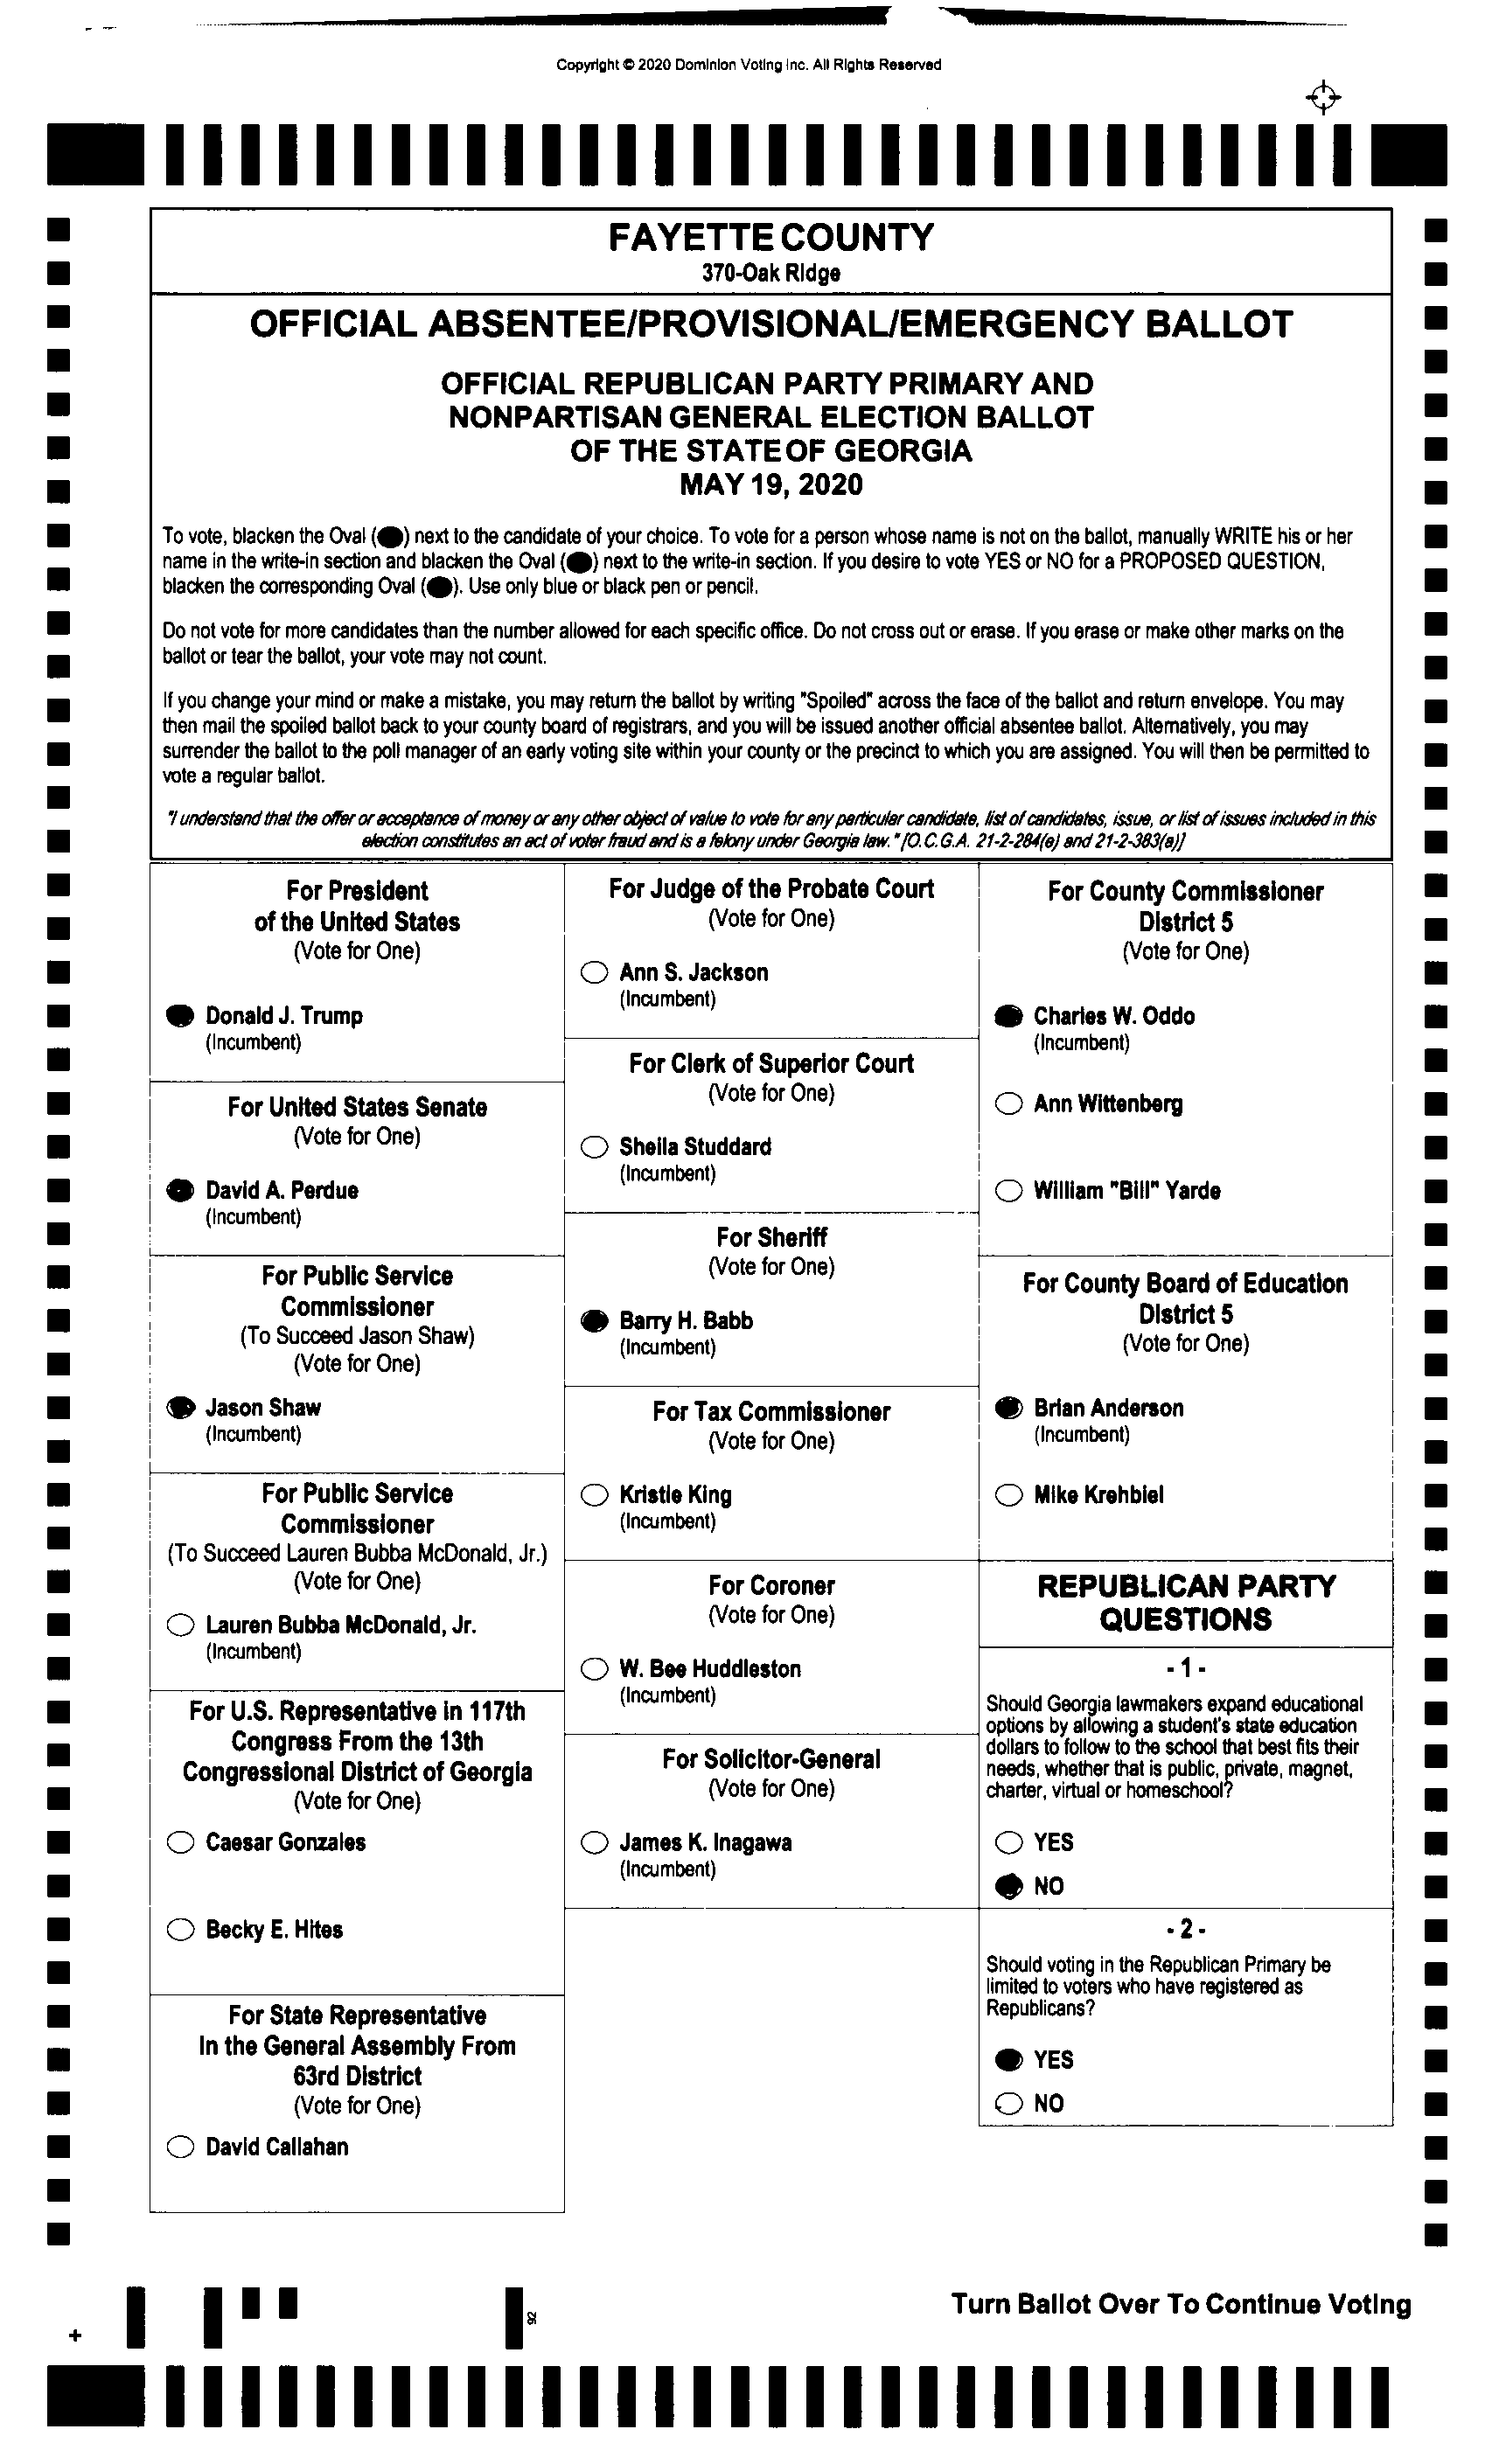 Copyright © 2020 Dominion Voting Inc. All Rights Reserved
FAYETTE COUNTY
370-Oak Ridge
OFFICIAL ABSENTEE/PROVISIONAL/EMERGENCY BALLOT
OFFICIAL REPUBLICAN PARTY PRIMARY AND
NONPARTISAN GENERAL ELECTION BALLOT
OF THE STATE OF GEORGIA
MAY 19, 2020
To vote, blacken the Oval (●) next to the candidate of your choice. To vote for a person whose name is not on the ballot, manually WRITE his or her
name in the write-in section and blacken the Oval (●) next to the write-in section. If you desire to vote YES or NO for a PROPOSED QUESTION,
blacken the corresponding Oval (●). Use only blue or black pen or pencil.
Do not vote for more candidates than the number allowed for each specific office. Do not cross out or erase. If you erase or make other marks on the
ballot or tear the ballot, your vote may not count.
If you change your mind or make a mistake, you may return the ballot by writing "Spoiled" across the face of the ballot and return envelope. You may
then mail the spoiled ballot back to your county board of registrars, and you will be issued another official absentee ballot. Alternatively, you may
surrender the ballot to the poll manager of an early voting site within your county or the precinct to which you are assigned. You will then be permitted to
vote a regular ballot.
"I understand that the offer or acceptance of money or any other object of value to vote for any particular candidate, list of candidates, issue, or list of issues included in this
election constitutes an act of voter fraud and is a felony under Georgia law." [O.C.G.A. 21-2-284(e) and 21-2-383(a)]
For President
of the United States
(Vote for One)
Donald J. Trump
(Incumbent)
For United States Senate
(Vote for One)
David A. Perdue
(Incumbent)
For Public Service
Commissioner
(To Succeed Jason Shaw)
(Vote for One)
Jason Shaw
(Incumbent)
For Public Service
Commissioner
(To Succeed Lauren Bubba McDonald, Jr.)
(Vote for One)
Lauren Bubba McDonald, Jr.
(Incumbent)
For U.S. Representative in 117th
Congress From the 13th
Congressional District of Georgia
(Vote for One)
Caesar Gonzales
Becky E. Hites
For State Representative
In the General Assembly From
63rd District
(Vote for One)
David Callahan
For Judge of the Probate Court
(Vote for One)
Ann S. Jackson
(Incumbent)
For Clerk of Superior Court
(Vote for One)
Sheila Studdard
(Incumbent)
For Sheriff
(Vote for One)
Barry H. Babb
(Incumbent)
For Tax Commissioner
(Vote for One)
Kristie King
(Incumbent)
For Coroner
(Vote for One)
W. Bee Huddleston
(Incumbent)
For Solicitor-General
(Vote for One)
James K. Inagawa
(Incumbent)
For County Commissioner
District 5
(Vote for One)
Charles W. Oddo
(Incumbent)
Ann Wittenberg
William "Bill" Yarde
For County Board of Education
District 5
(Vote for One)
Brian Anderson
(Incumbent)
Mike Krehbiel
REPUBLICAN PARTY
QUESTIONS
- 1 -
Should Georgia lawmakers expand educational
options by allowing a student's state education
dollars to follow to the school that best fits their
needs, whether that is public, private, magnet,
charter, virtual or homeschool?
YES
NO
- 2 -
Should voting in the Republican Primary be
limited to voters who have registered as
Republicans?
YES
NO
Turn Ballot Over To Continue Voting
+